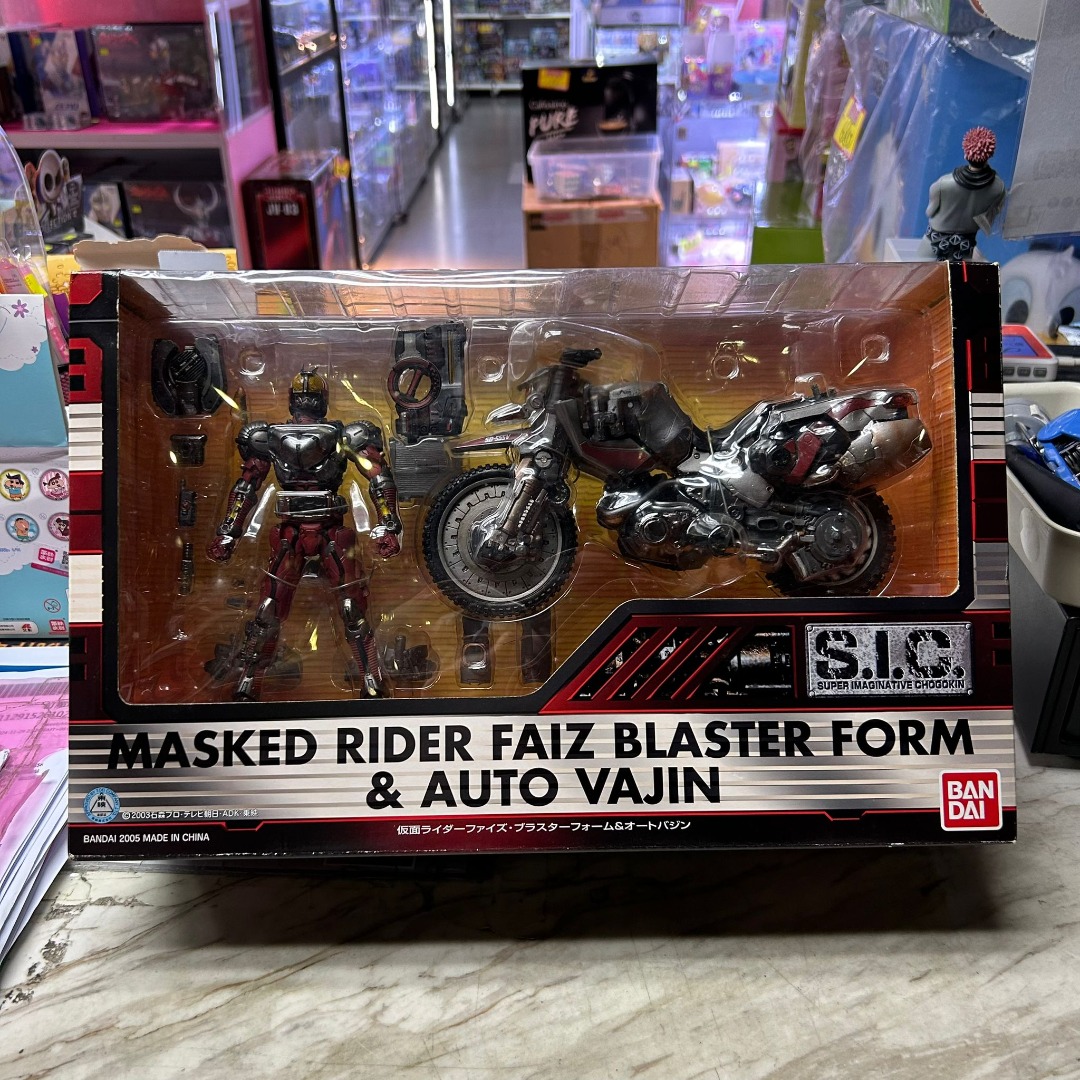 PURE
JV-03
S.I.C.
SUPER IMAGINATIVE CHOGOKIN
MASKED RIDER FAIZ BLASTER FORM
& AUTO VAJIN
BAN
DAI
©2003石森プロ・テレビ朝日・ADK・東映
仮面ライダーファイズ・ブラスターフォーム&オートバジン
BANDAI 2005 MADE IN CHINA